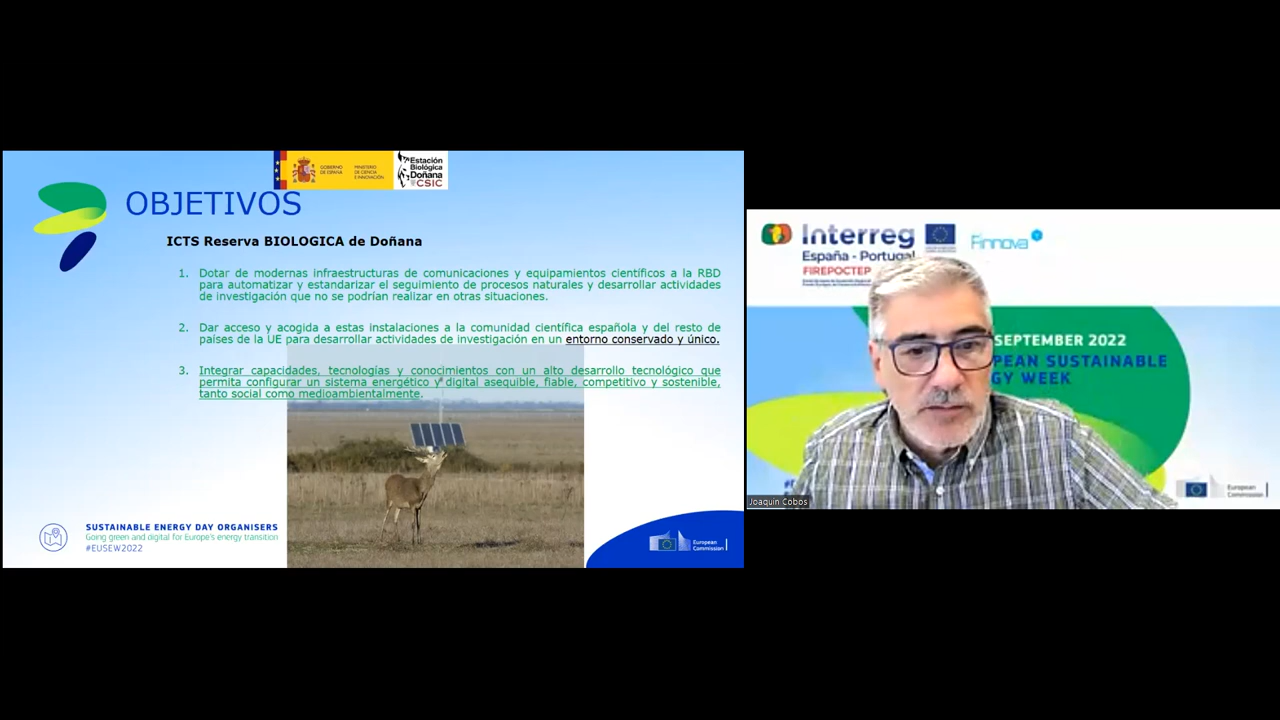 GOBIERNO
DE ESPAÑA
MINISTERIO
DE CIENCIA
E INNOVACIÓN
Estación
Biológica
Doñana
CSIC
OBJETIVOS
ICTS Reserva BIOLOGICA de Doñana
1. Dotar de modernas infraestructuras de comunicaciones y equipamientos científicos a la RBD
para automatizar y estandarizar el seguimiento de procesos naturales y desarrollar actividades
de investigación que no se podrían realizar en otras situaciones.
2. Dar acceso y acogida a estas instalaciones a la comunidad científica española y del resto de
países de la UE para desarrollar actividades de investigación en un entorno conservado y único.
3. Integrar capacidades, tecnologías y conocimientos con un alto desarrollo tecnológico que
permita configurar un sistema energético y digital asequible, fiable, competitivo y sostenible,
tanto social como medioambientalmente.
SUSTAINABLE ENERGY DAY ORGANISERS
Going green and digital for Europe's energy transition
#EUSEW2022
European
Commission
Interreg
España - Portugal
FIREPOCTEP
Finnova
SEPTEMBER 2022
PEAN SUSTAINABLE
GY WEEK
European
Commission
Joaquín Cobos